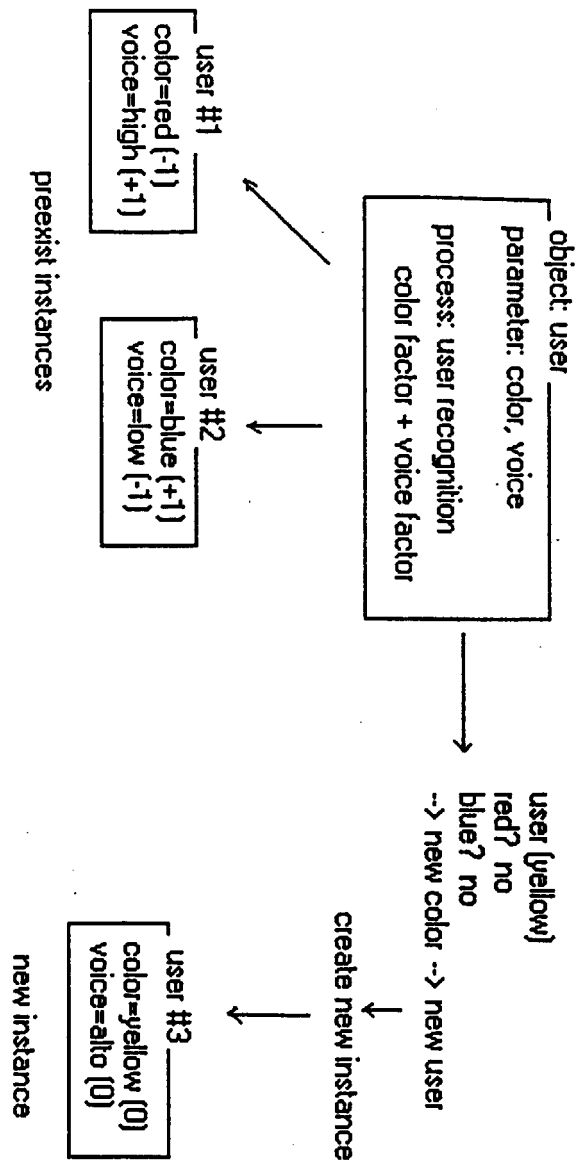 object: user
parameter: color, voice
process: user recognition
color factor + voice factor
user #1
color=red (-1)
voice=high (+1)
user #2
color=blue (+1)
voice=low (-1)
preexist instances
user (yellow)
red? no
blue? no
--> new color --> new user
create new instance
user #3
color=yellow (0)
voice=alto (0)
new instance